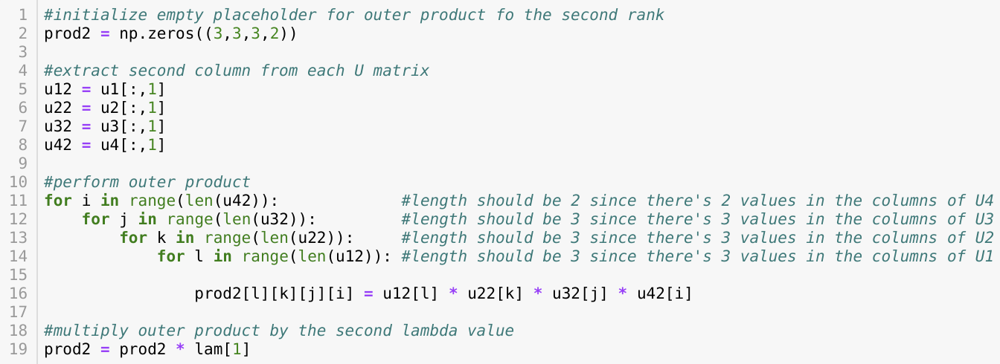 1 #initialize empty placeholder for outer product fo the second rank
2 prod2 = np.zeros((3,3,3,2))
3
4 #extract second column from each U matrix
5 u12 = u1[:,1]
6 u22 = u2[:,1]
7 u32 = u3[:,1]
8 u42 = u4[:,1]
9
10 #perform outer product
11 for i in range(len(u42)):             #length should be 2 since there's 2 values in the columns of U4
12     for j in range(len(u32)):         #length should be 3 since there's 3 values in the columns of U3
13         for k in range(len(u22)):     #length should be 3 since there's 3 values in the columns of U2
14             for l in range(len(u12)): #length should be 3 since there's 3 values in the columns of U1
15
16                 prod2[l][k][j][i] = u12[l] * u22[k] * u32[j] * u42[i]
17
18 #multiply outer product by the second lambda value
19 prod2 = prod2 * lam[1]